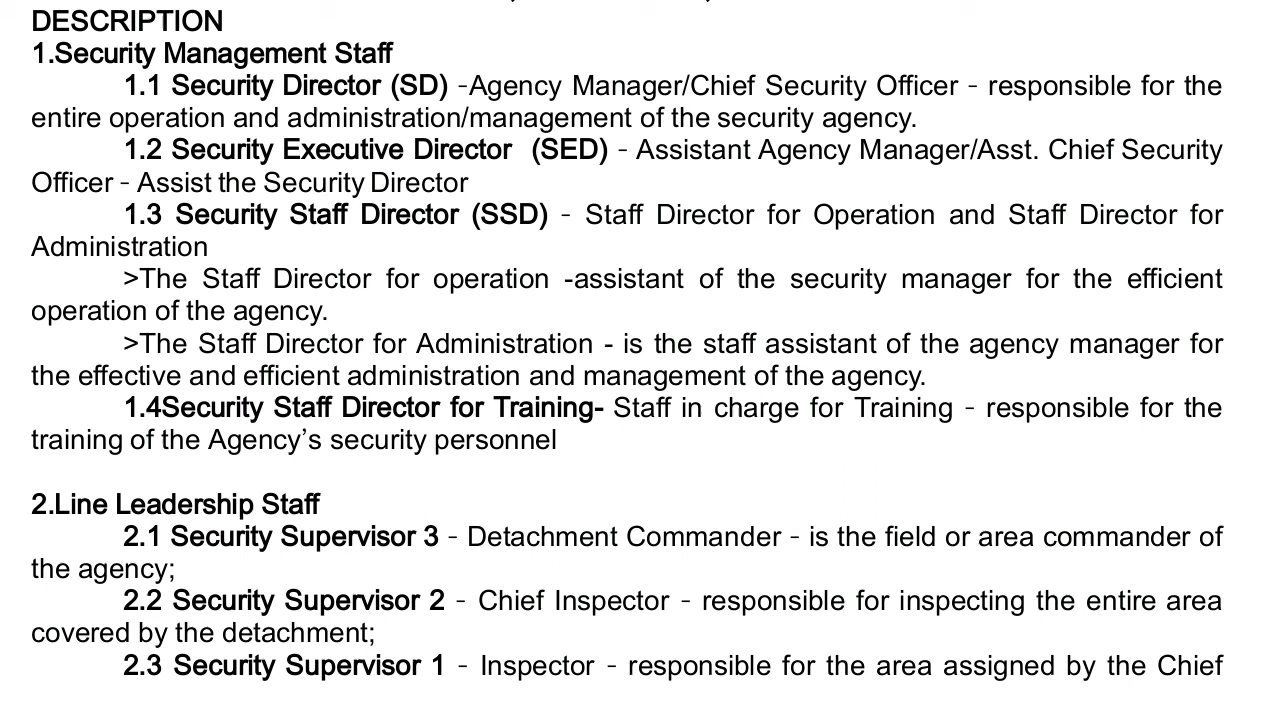 DESCRIPTION
1.Security Management Staff
1.1 Security Director (SD) -Agency Manager/Chief Security Officer - responsible for the
entire operation and administration/management of the security agency.
1.2 Security Executive Director (SED) - Assistant Agency Manager/Asst. Chief Security
Officer - Assist the Security Director
1.3 Security Staff Director (SSD) - Staff Director for Operation and Staff Director for
Administration
>The Staff Director for operation -assistant of the security manager for the efficient
operation of the agency.
>The Staff Director for Administration - is the staff assistant of the agency manager for
the effective and efficient administration and management of the agency.
1.4Security Staff Director for Training- Staff in charge for Training - responsible for the
training of the Agency’s security personnel
2.Line Leadership Staff
2.1 Security Supervisor 3 - Detachment Commander - is the field or area commander of
the agency;
2.2 Security Supervisor 2 - Chief Inspector - responsible for inspecting the entire area
covered by the detachment;
2.3 Security Supervisor 1 - Inspector - responsible for the area assigned by the Chief